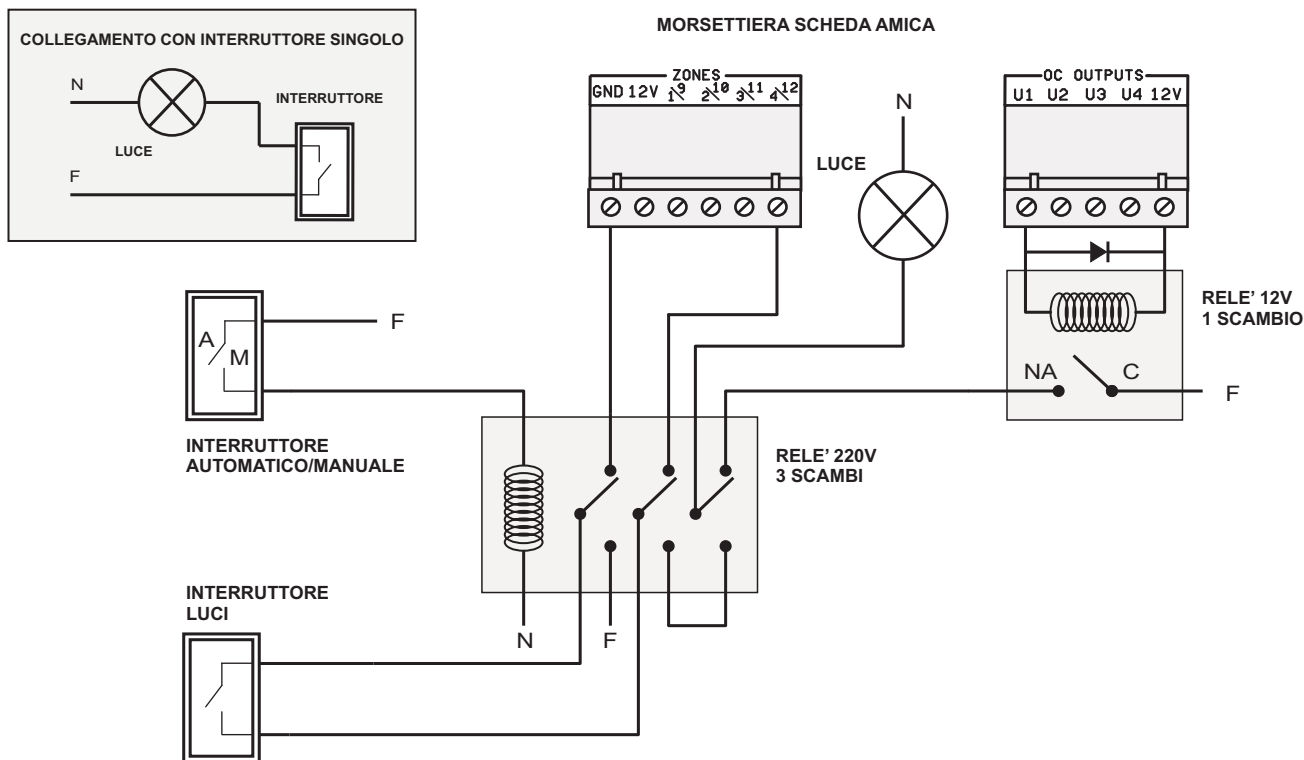 COLLEGAMENTO CON INTERRUTTORE SINGOLO
N
INTERRUTTORE
LUCE
F
MORSETTIERA SCHEDA AMICA
ZONES
GND 12V 1\9 2\10 3\11 4\12
N
LUCE
OC OUTPUTS
U1 U2 U3 U4 12V
RELE’ 12V
1 SCAMBIO
NA C
F
A
M
F
INTERRUTTORE
AUTOMATICO/MANUALE
RELE’ 220V
3 SCAMBI
N
F
INTERRUTTORE
LUCI